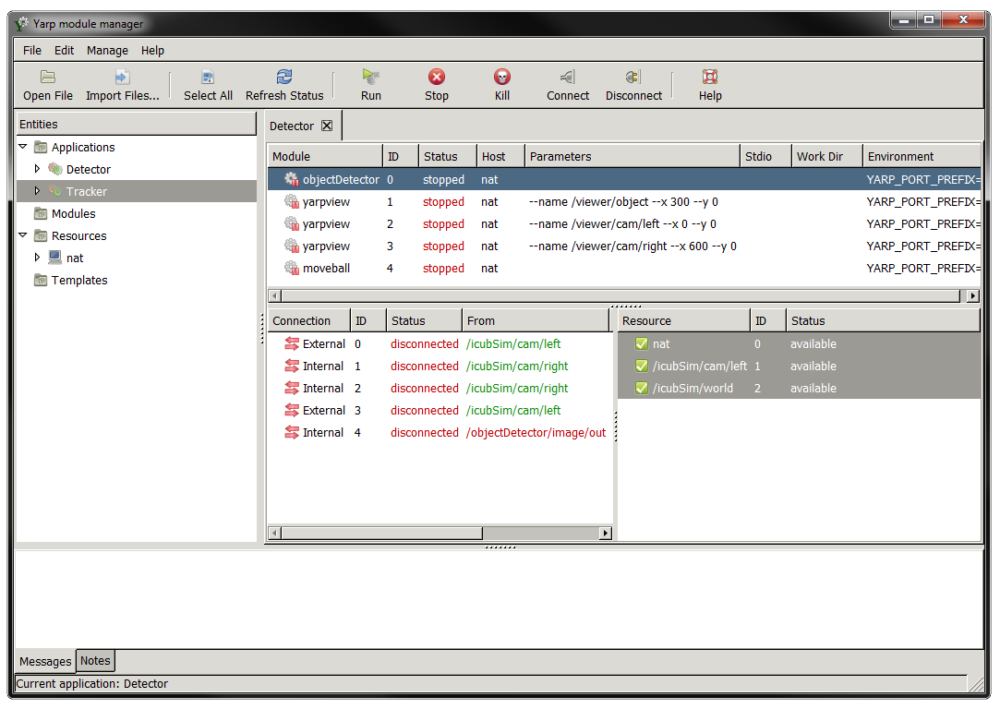 Yarp module manager
File Edit Manage Help
Open File Import Files... Select All Refresh Status Run Stop Kill Connect Disconnect Help
Entities
Applications
Detector
Tracker
Modules
Resources
nat
Templates
Detector
Module ID Status Host Parameters Stdio Work Dir Environment
objectDetector 0 stopped nat YARP_PORT_PREFIX=
yarpview 1 stopped nat --name /viewer/object --x 300 --y 0 YARP_PORT_PREFIX=
yarpview 2 stopped nat --name /viewer/cam/left --x 0 --y 0 YARP_PORT_PREFIX=
yarpview 3 stopped nat --name /viewer/cam/right --x 600 --y 0 YARP_PORT_PREFIX=
moveball 4 stopped nat YARP_PORT_PREFIX=
Connection ID Status From
External 0 disconnected /icubSim/cam/left
Internal 1 disconnected /icubSim/cam/right
Internal 2 disconnected /icubSim/cam/right
External 3 disconnected /icubSim/cam/left
Internal 4 disconnected /objectDetector/image/out
Resource ID Status
nat 0 available
/icubSim/cam/left 1 available
/icubSim/world 2 available
Messages Notes
Current application: Detector